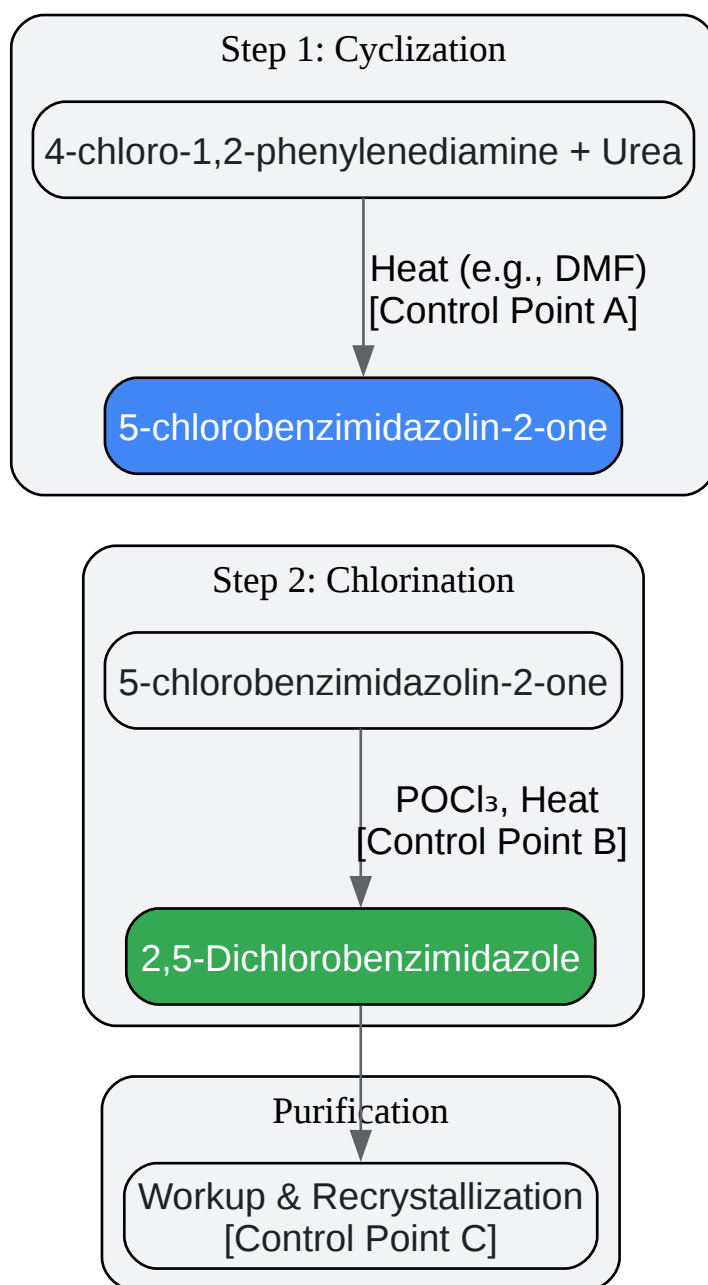 Step 1: Cyclization
4-chloro-1,2-phenylenediamine + Urea
Heat (e.g., DMF)
[Control Point A]
5-chlorobenzimidazolin-2-one
Step 2: Chlorination
5-chlorobenzimidazolin-2-one
POCl₃, Heat
[Control Point B]
2,5-Dichlorobenzimidazole
Purification
Workup & Recrystallization
[Control Point C]